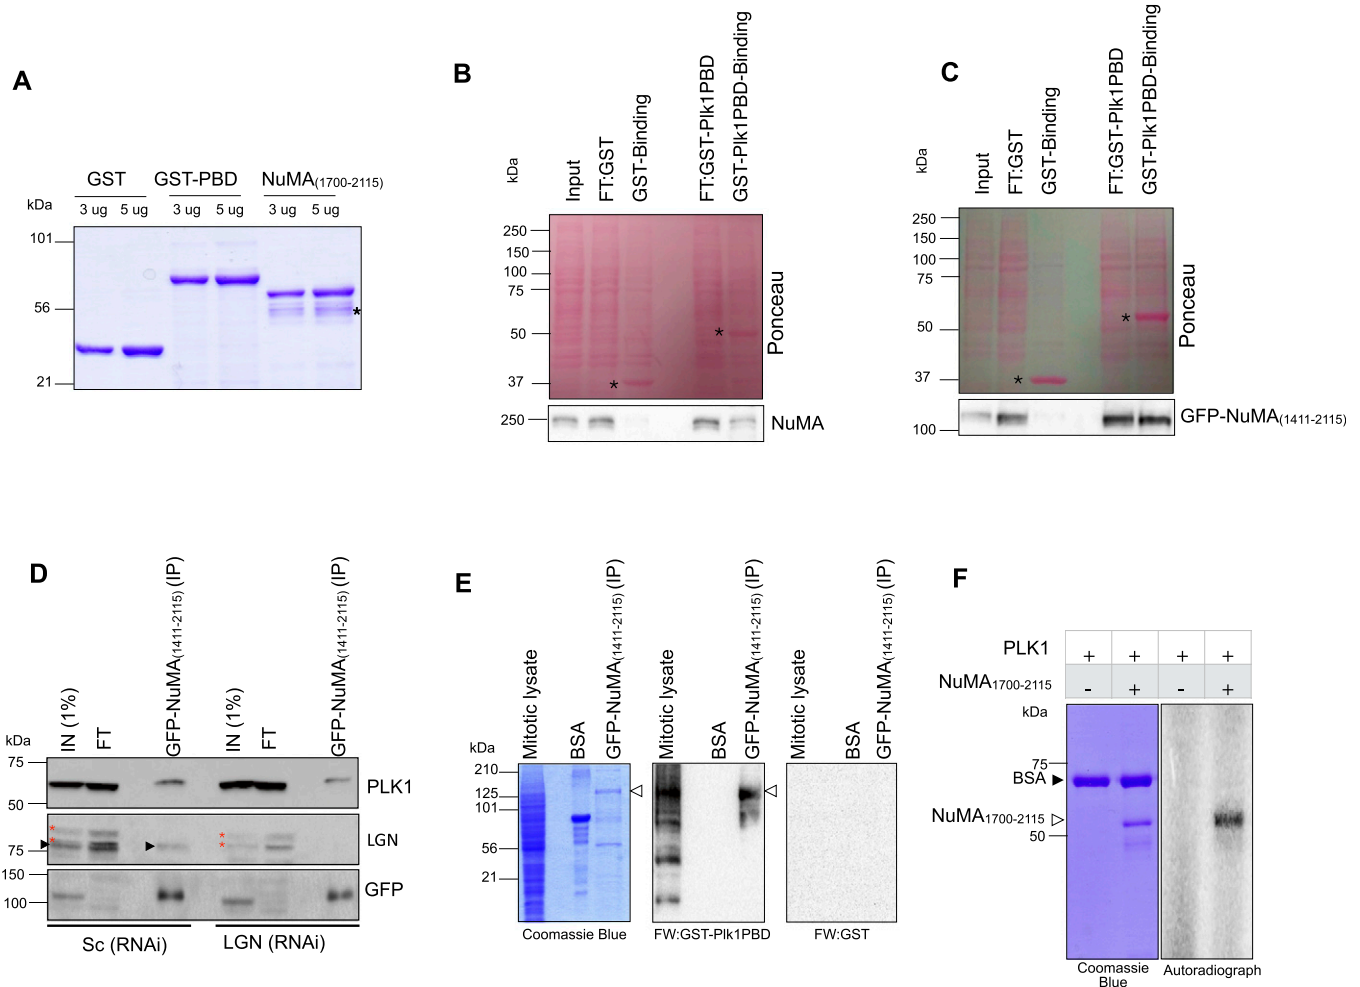 A
GST GST-PBD NuMA(1700-2115)
kDa 3 ug 5 ug 3 ug 5 ug 3 ug 5 ug
101
56 *
21
B
kDa Input FT:GST GST-Binding FT:GST-Plk1PBD GST-Plk1PBD-Binding
250
150
100
75
50 *
37 *
Ponceau
250 NuMA
C
kDa Input FT:GST GST-Binding FT:GST-Plk1PBD GST-Plk1PBD-Binding
250
150
100
75
50 *
37 *
Ponceau
GFP-NuMA(1411-2115)
100
D
kDa IN (1%) FT GFP-NuMA(1411-2115) (IP) IN (1%) FT GFP-NuMA(1411-2115) (IP)
75
PLK1
50
* * LGN
* *
75
150
GFP
100
Sc (RNAi) LGN (RNAi)
E
kDa Mitotic lysate BSA GFP-NuMA(1411-2115) (IP) Mitotic lysate BSA GFP-NuMA(1411-2115) (IP) Mitotic lysate BSA GFP-NuMA(1411-2115) (IP)
210
125
101
56
21
Coomassie Blue FW:GST-Plk1PBD FW:GST
F
PLK1 + + + +
NuMA1700-2115 - + - +
kDa
75
BSA
NuMA1700-2115
50
Coomassie
Blue
Autoradiograph